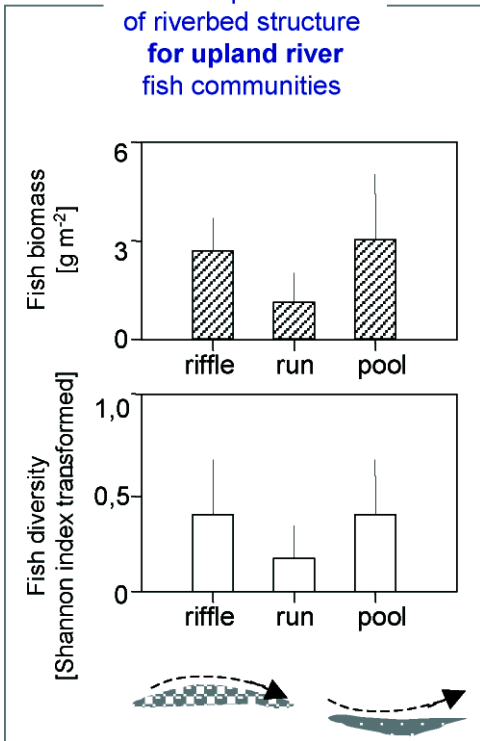 of riverbed structure
for upland river
fish communities
6
3
0
Fish biomass
[g m-2]
riffle run pool
1,0
0,5
0
Fish diversity
[Shannon index transformed]
riffle run pool